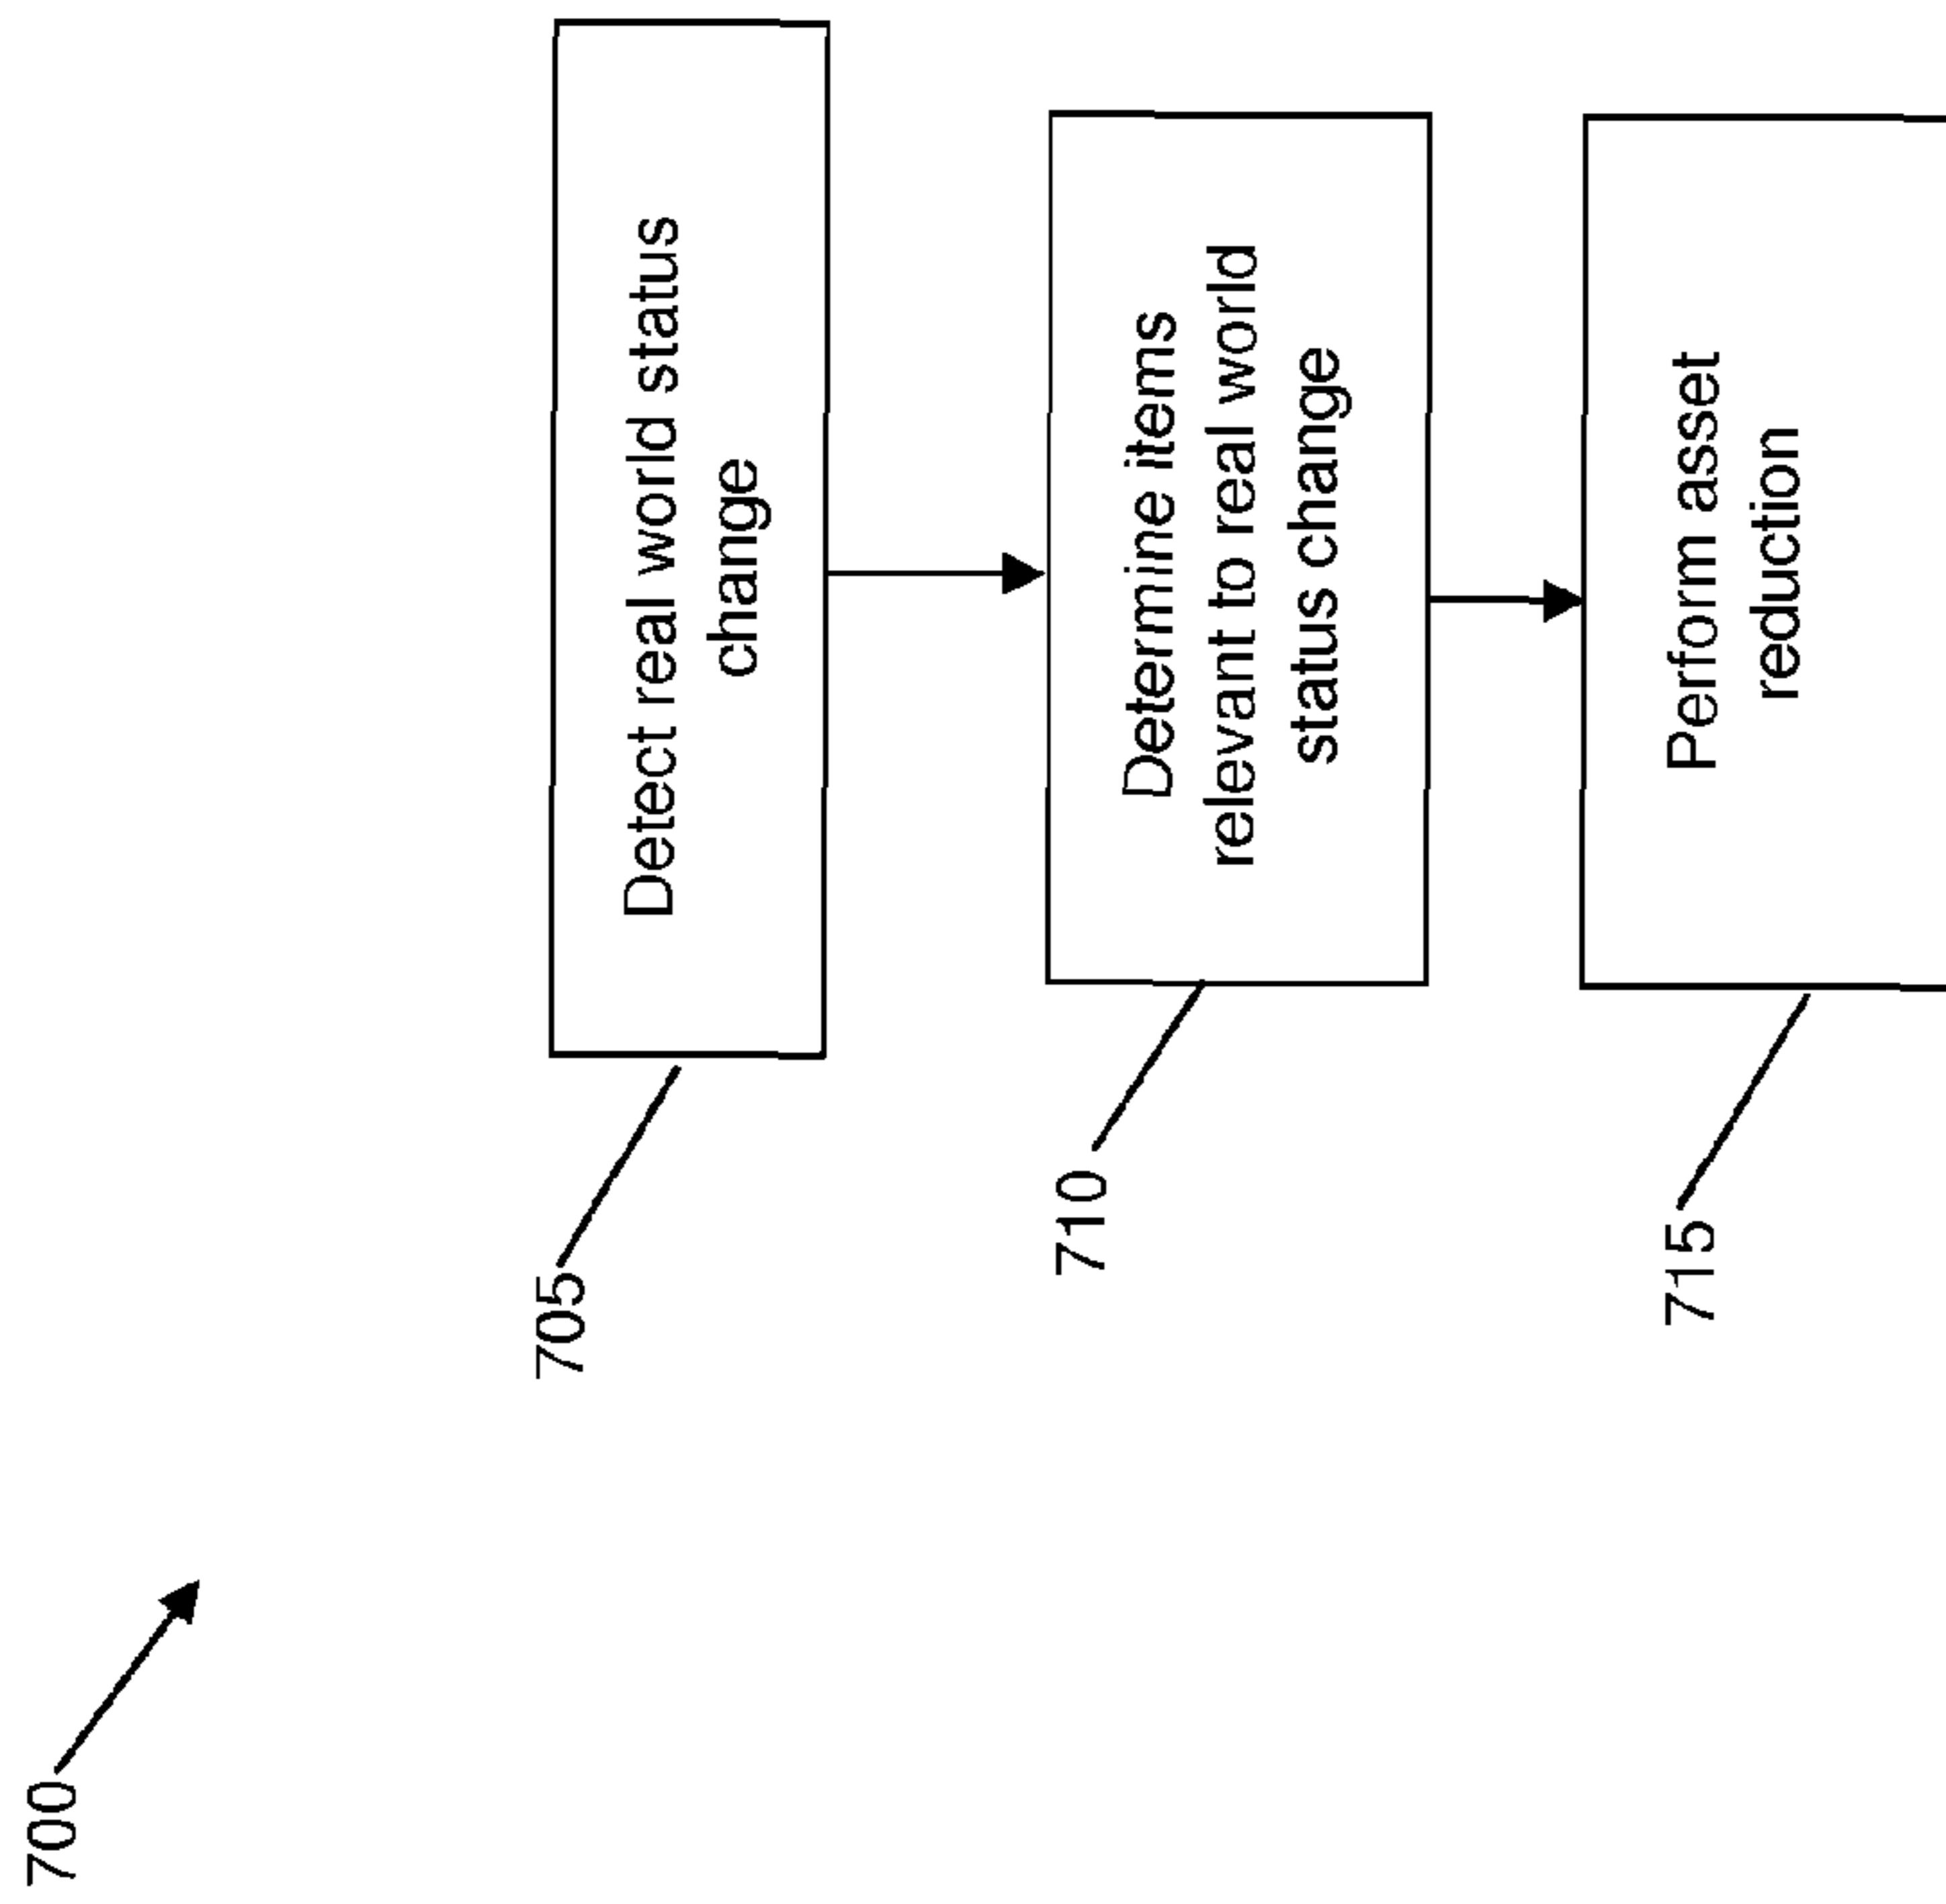 700
705
Detect real world status
change
710
Determine items
relevant to real world
status change
715
Perform asset
reduction